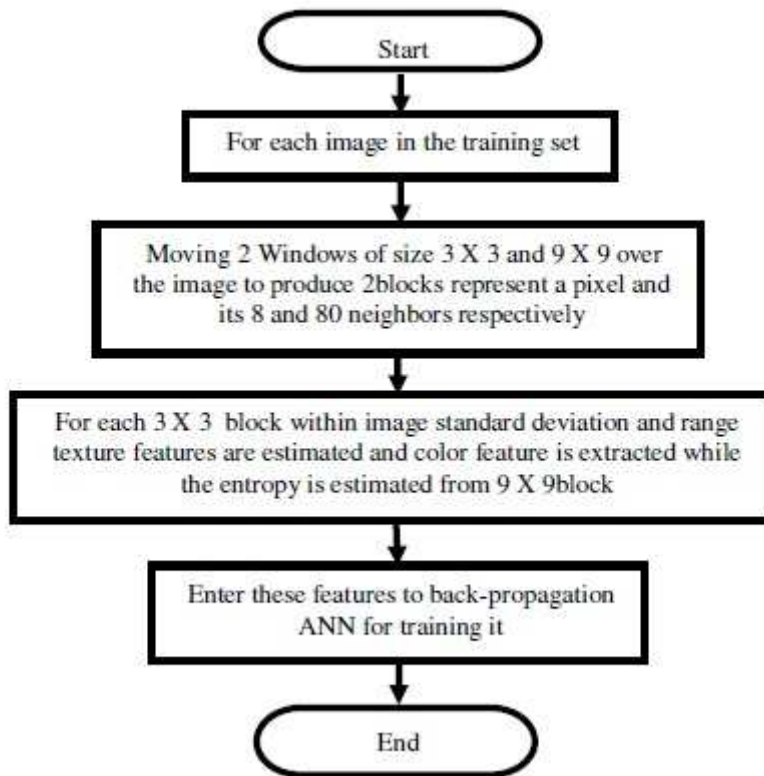 Start
For each image in the training set
Moving 2 Windows of size 3 X 3 and 9 X 9 over
the image to produce 2blocks represent a pixel and
its 8 and 80 neighbors respectively
For each 3 X 3 block within image standard deviation and range
texture features are estimated and color feature is extracted while
the entropy is estimated from 9 X 9block
Enter these features to back-propagation
ANN for training it
End